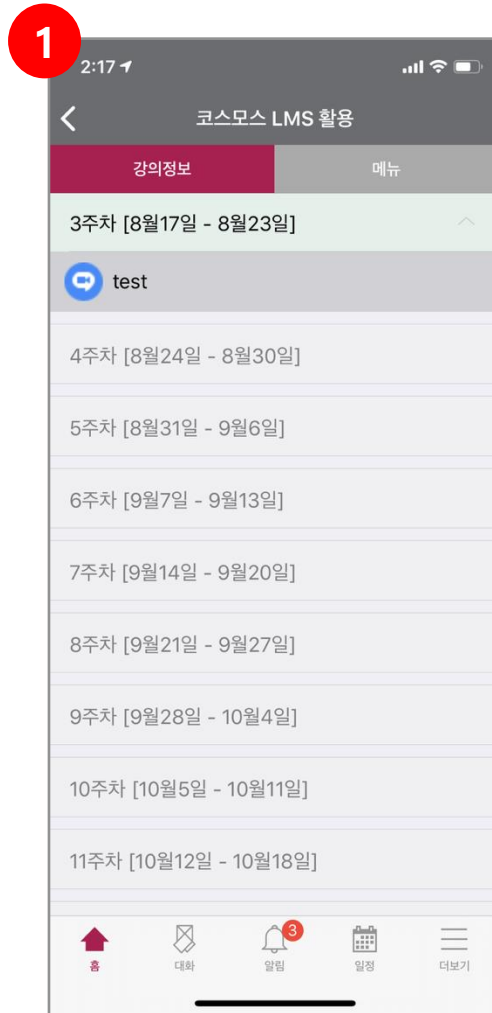 1
2:17
코스모스 LMS 활용
강의정보 메뉴
3주차 [8월17일 - 8월23일]
test
4주차 [8월24일 - 8월30일]
5주차 [8월31일 - 9월6일]
6주차 [9월7일 - 9월13일]
7주차 [9월14일 - 9월20일]
8주차 [9월21일 - 9월27일]
9주차 [9월28일 - 10월4일]
10주차 [10월5일 - 10월11일]
11주차 [10월12일 - 10월18일]
3
홈 대화 알림 일정 더보기